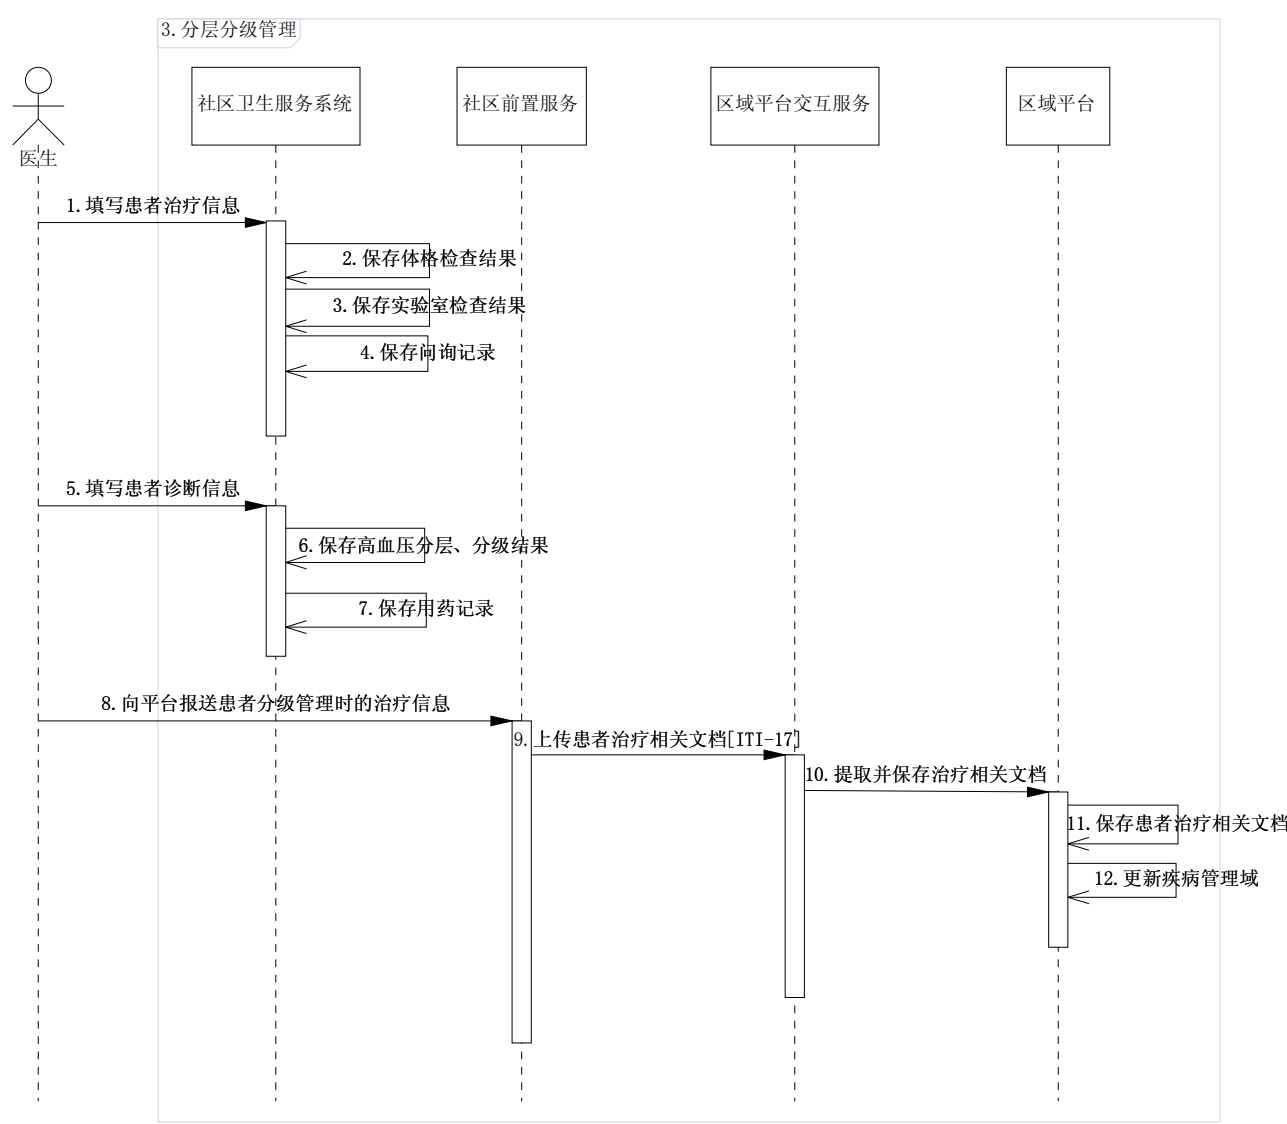 3.分层分级管理
医生
社区卫生服务系统
社区前置服务
区域平台交互服务
区域平台
1.填写患者治疗信息
2.保存体格检查结果
3.保存实验室检查结果
4.保存问询记录
5.填写患者诊断信息
6.保存高血压分层、分级结果
7.保存用药记录
8.向平台报送患者分级管理时的治疗信息
9.上传患者治疗相关文档[ITI-17]
10.提取并保存治疗相关文档
11.保存患者治疗相关文档
12.更新疾病管理域